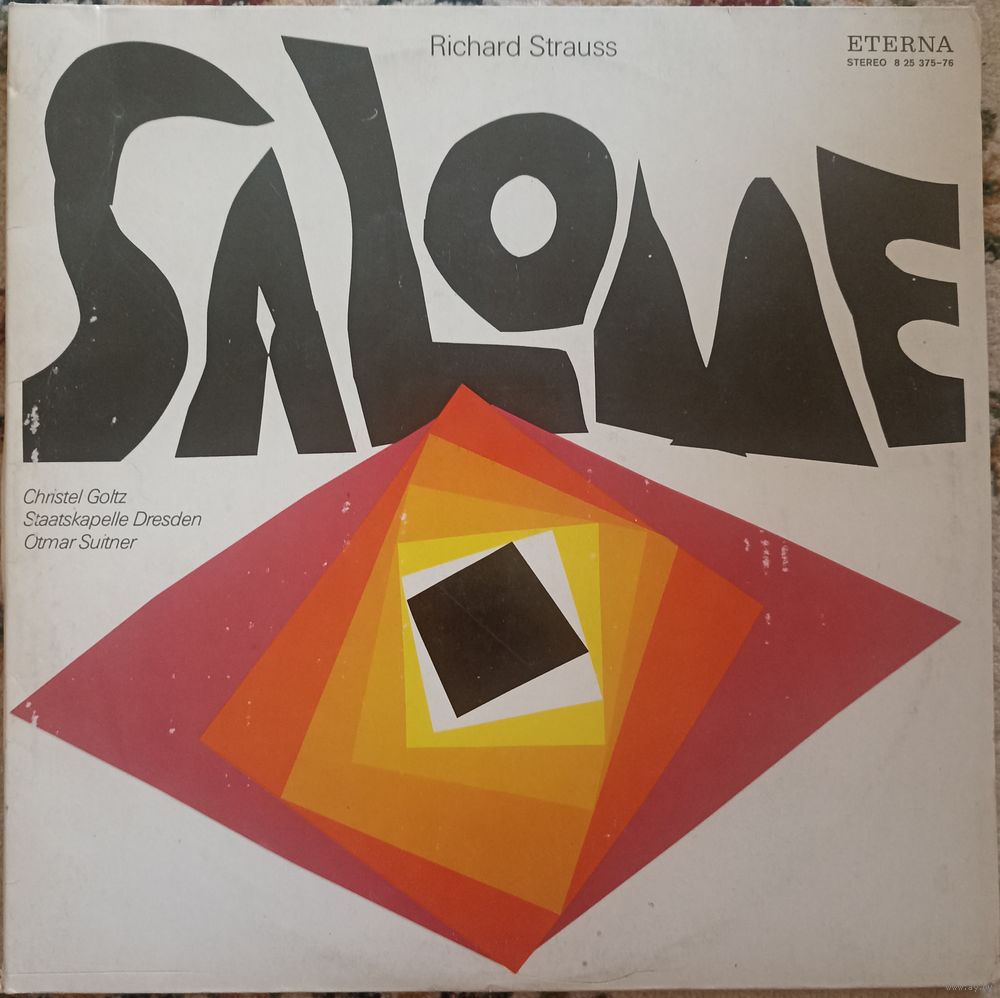 Richard Strauss
ETERNA
STEREO 8 25 375-76
SALOME
Christel Goltz
Staatskapelle Dresden
Otmar Suitner